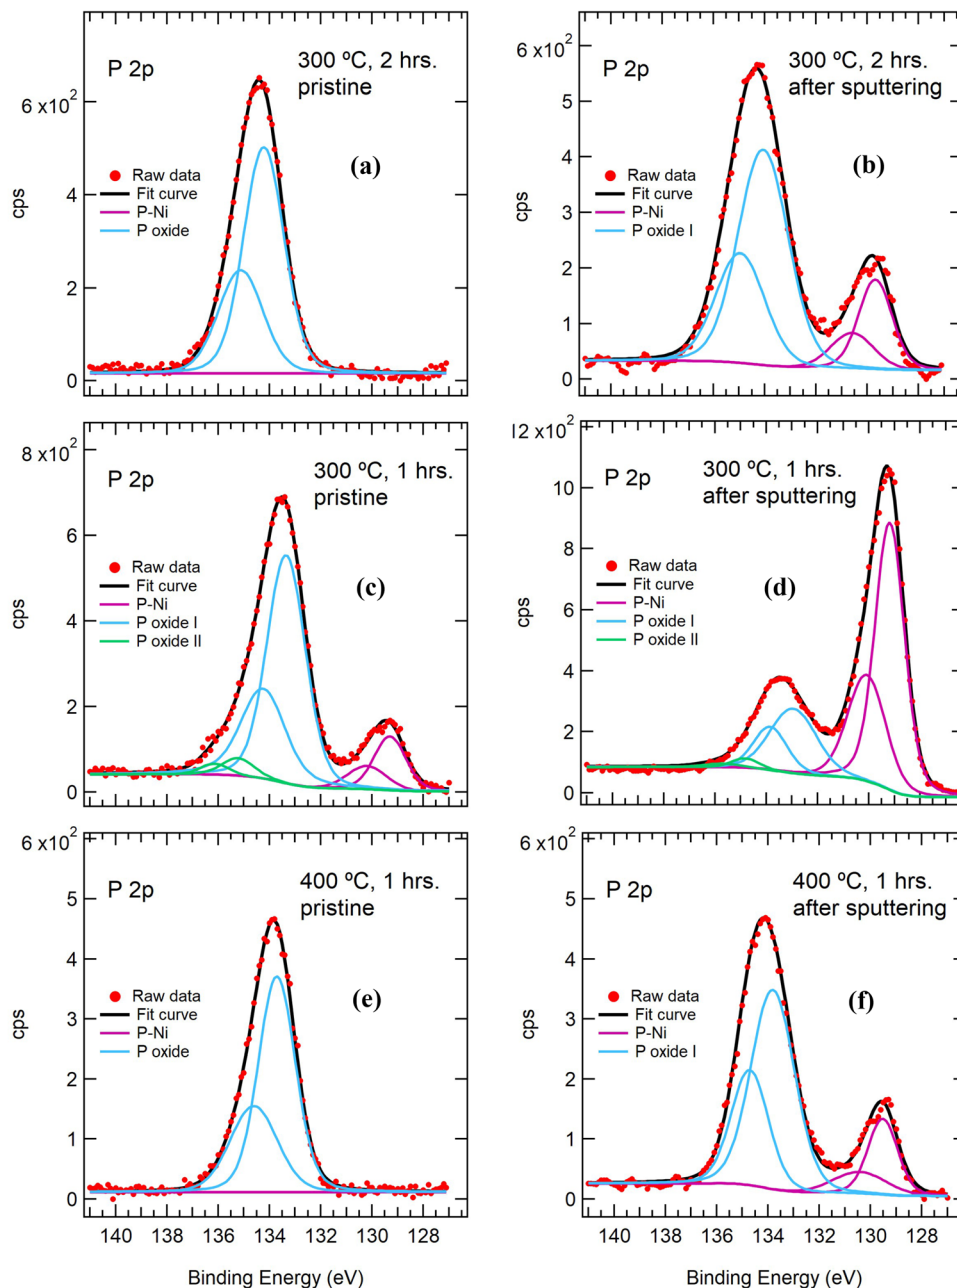 P 2p
300 ºC, 2 hrs.
pristine
6 x10²
4
2
0
cps
(a)
Raw data
Fit curve
P-Ni
P oxide
P 2p
300 ºC, 2 hrs.
after sputtering
6 x10²
5
4
3
2
1
0
cps
(b)
Raw data
Fit curve
P-Ni
P oxide I
P 2p
300 ºC, 1 hrs.
pristine
8 x10²
6
4
2
0
cps
(c)
Raw data
Fit curve
P-Ni
P oxide I
P oxide II
P 2p
300 ºC, 1 hrs.
after sputtering
12 x10²
10
8
6
4
2
0
cps
(d)
Raw data
Fit curve
P-Ni
P oxide I
P oxide II
P 2p
400 ºC, 1 hrs.
pristine
6 x10²
5
4
3
2
1
0
cps
(e)
Raw data
Fit curve
P-Ni
P oxide
140 138 136 134 132 130 128
Binding Energy (eV)
P 2p
400 ºC, 1 hrs.
after sputtering
6 x10²
5
4
3
2
1
0
cps
(f)
Raw data
Fit curve
P-Ni
P oxide I
140 138 136 134 132 130 128
Binding Energy (eV)